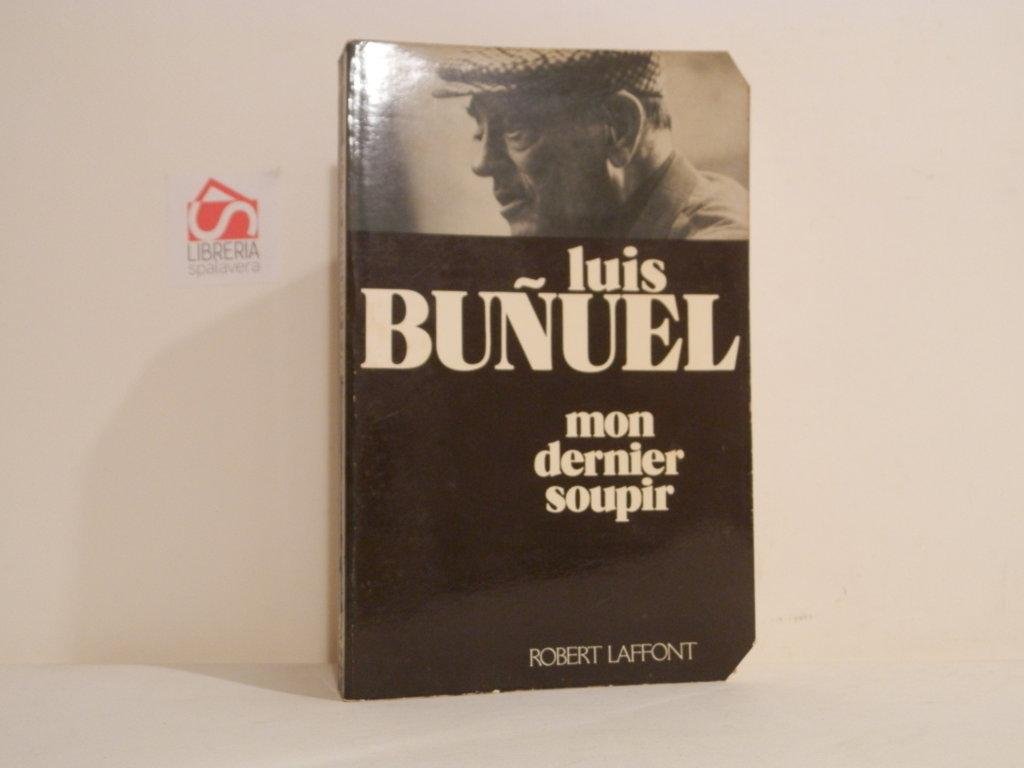 LIBRERIA
spalavera
luis
BUÑUEL
mon
dernier
soupir
ROBERT LAFFONT